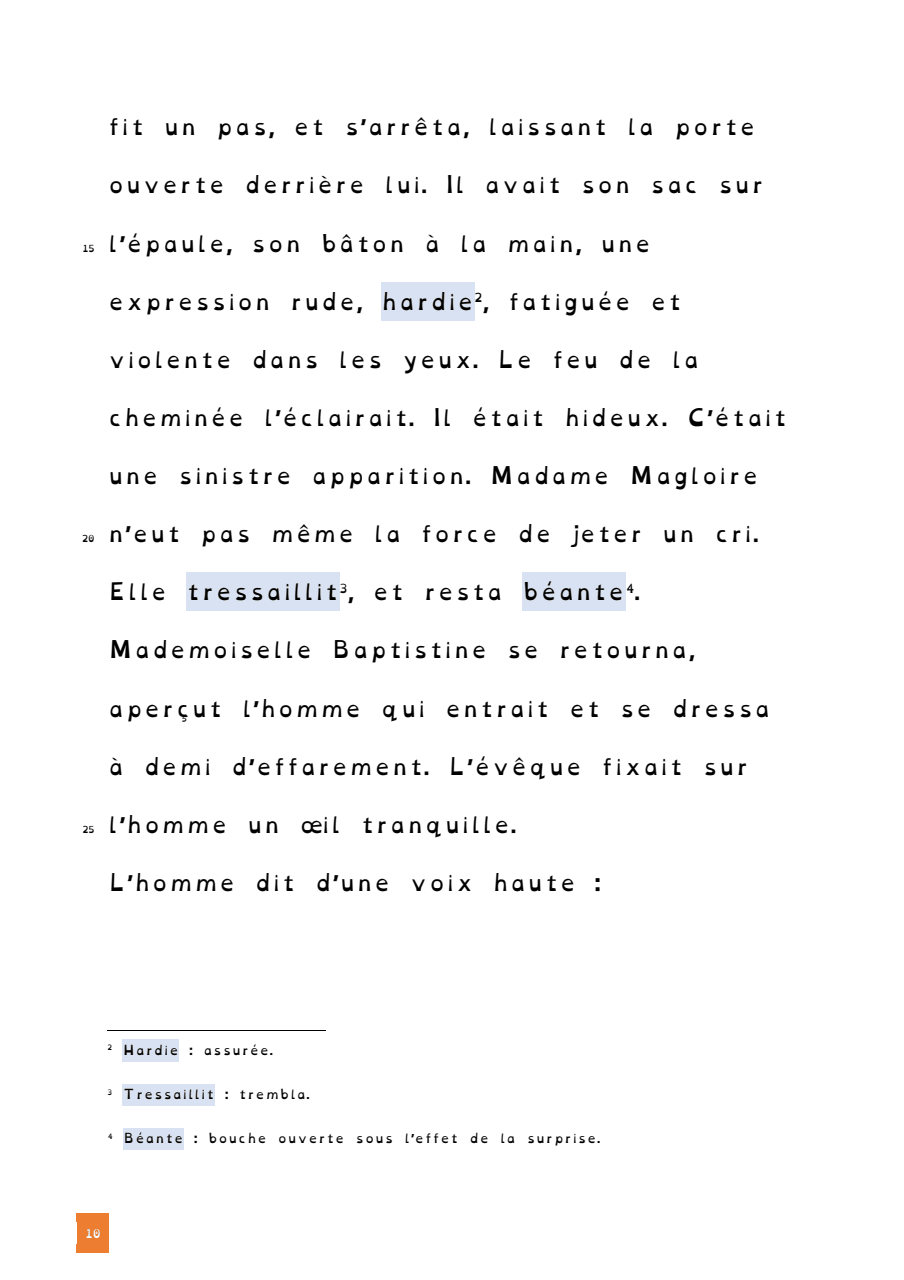 fit un pas, et s'arrêta, laissant la porte
ouverte derrière lui. Il avait son sac sur
15 l'épaule, son bâton à la main, une
expression rude, hardie², fatiguée et
violente dans les yeux. Le feu de la
cheminée l'éclairait. Il était hideux. C'était
une sinistre apparition. Madame Magloire
20 n'eut pas même la force de jeter un cri.
Elle tressaillit³, et resta béante⁴.
Mademoiselle Baptistine se retourna,
aperçut l'homme qui entrait et se dressa
à demi d'effarement. L'évêque fixait sur
25 l'homme un œil tranquille.
L'homme dit d'une voix haute :
² Hardie : assurée.
³ Tressaillit : trembla.
⁴ Béante : bouche ouverte sous l'effet de la surprise.
10